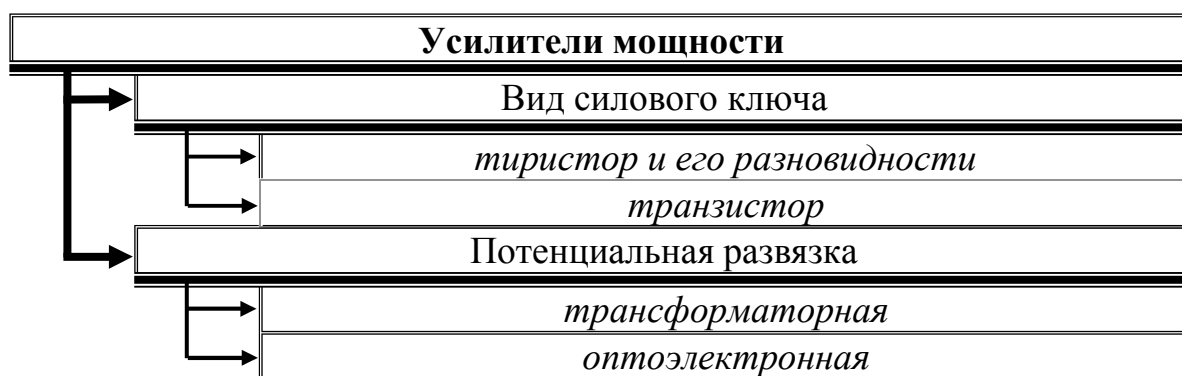 Усилители мощности
Вид силового ключа
тиристор и его разновидности
транзистор
Потенциальная развязка
трансформаторная
оптоэлектронная